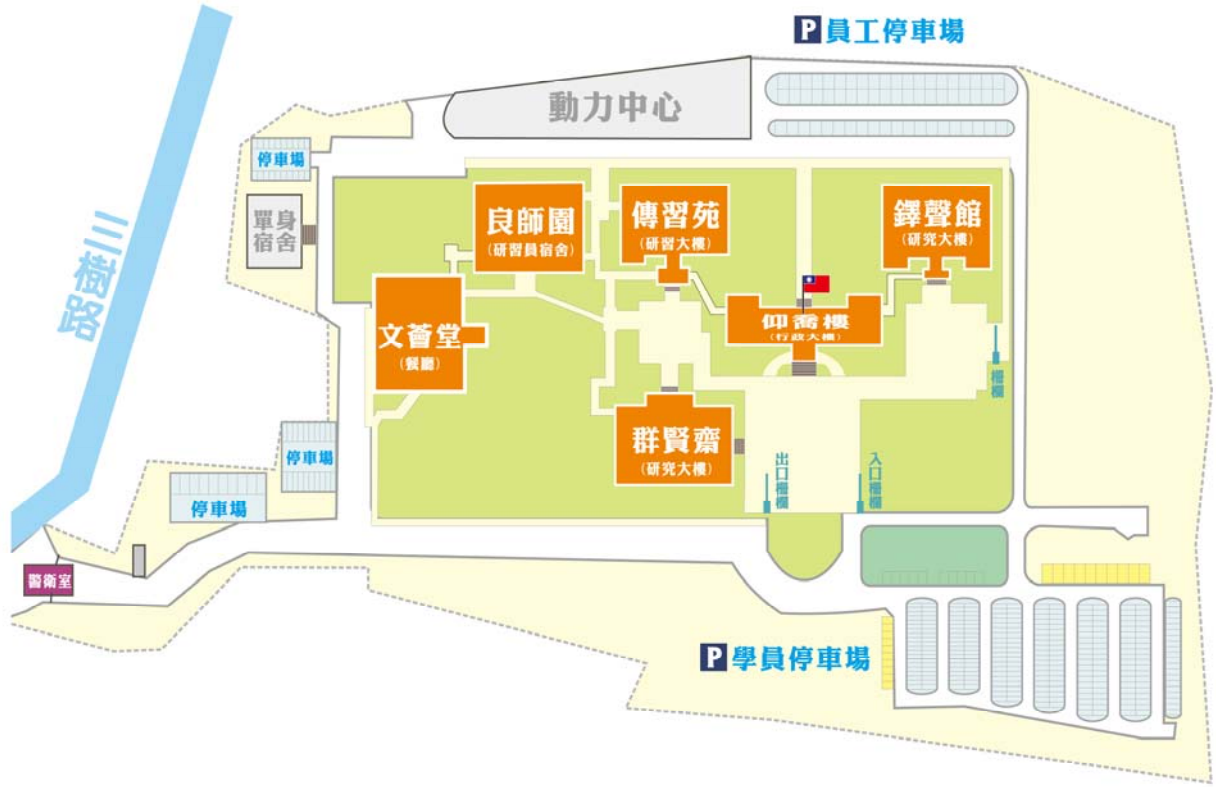 P 員工停車場
動力中心
停車場
單身
宿舍
三樹路
良師園
(研習員宿舍)
傳習苑
(研習大樓)
鐸聲館
(研究大樓)
文薈堂
(餐廳)
仰喬樓
(行政大樓)
柵欄
群賢齋
(研究大樓)
出口柵欄
入口柵欄
停車場
停車場
警衛室
P 學員停車場